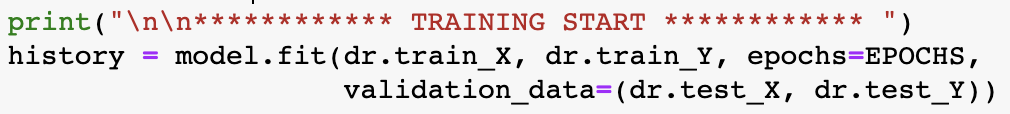 print("\n\n************ TRAINING START ************ ")
history = model.fit(dr.train_X, dr.train_Y, epochs=EPOCHS,
                    validation_data=(dr.test_X, dr.test_Y))